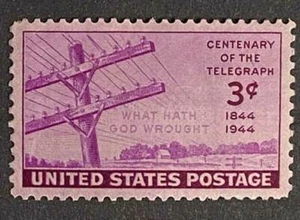 CENTENARY
OF THE
TELEGRAPH
3¢
WHAT HATH
GOD WROUGHT
1844
1944
UNITED STATES POSTAGE